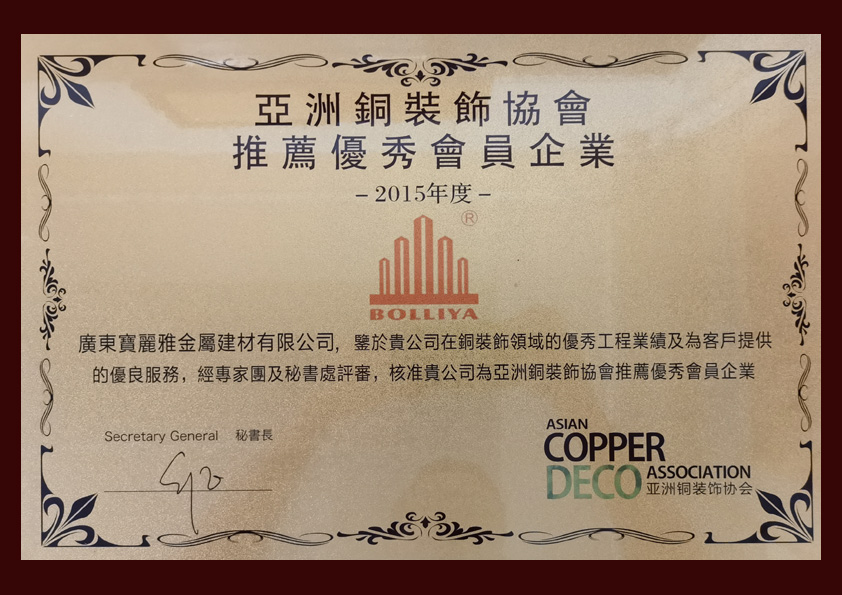 亞洲銅裝飾協會
推薦優秀會員企業
–2015年度–
®
BOLLIYA
廣東寶麗雅金屬建材有限公司，鑒於貴公司在銅裝飾領域的優秀工程業績及為客戶提供
的優良服務，經專家團及秘書處評審，核准貴公司為亞洲銅裝飾協會推薦優秀會員企業
Secretary General 秘書長
ASIAN
COPPER
DECO ASSOCIATION
亚洲铜装饰协会